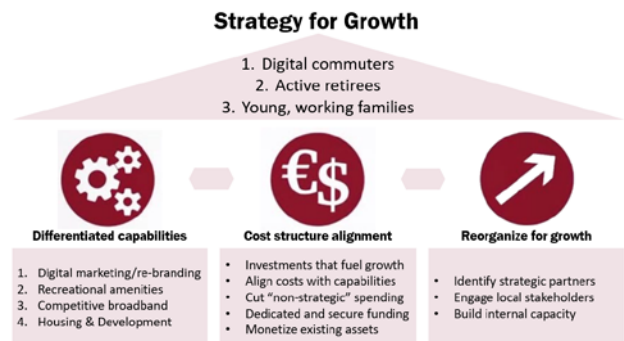 Strategy for Growth
1. Digital commuters
2. Active retirees
3. Young, working families
€$
Differentiated capabilities
Cost structure alignment
Reorganize for growth
1. Digital marketing/re-branding
2. Recreational amenities
3. Competitive broadband
4. Housing & Development
• Investments that fuel growth
• Align costs with capabilities
• Cut “non-strategic” spending
• Dedicated and secure funding
• Monetize existing assets
• Identify strategic partners
• Engage local stakeholders
• Build internal capacity